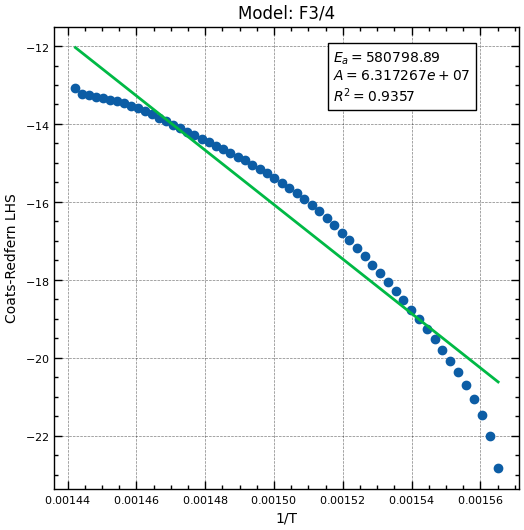 Model: F3/4
−12
−14
−16
−18
−20
−22
Coats-Redfern LHS
E_a = 580798.89
A = 6.317267e + 07
R² = 0.9357
0.00144 0.00146 0.00148 0.00150 0.00152 0.00154 0.00156
1/T